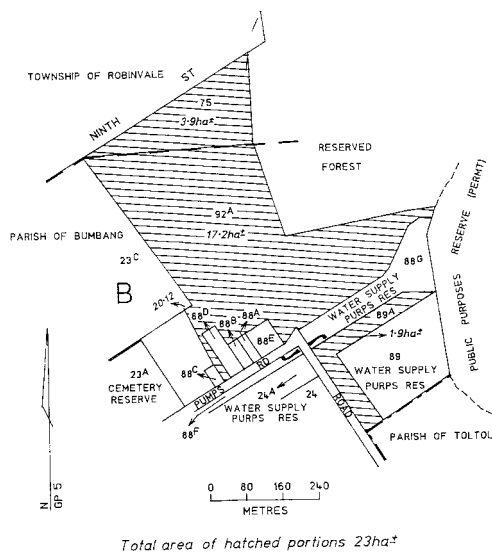 TOWNSHIP OF ROBINVALE
NINTH ST
75
3·9ha±
RESERVED
FOREST
92A
17·2ha±
PARISH OF BUMBANG
23C
B
20·12
88D
88B
88A
88E
88C
88G
WATER SUPPLY
PURPS RES
89A
1·9ha±
89
WATER SUPPLY
PURPS RES
PUBLIC PURPOSES RESERVE (PERMT)
23A
CEMETERY
RESERVE
PUMPS RD
88F
24A
24
WATER SUPPLY
PURPS RES
ROAD
PARISH OF TOLTOL
N
GP 5
0 80 160 240
METRES
Total area of hatched portions 23ha±